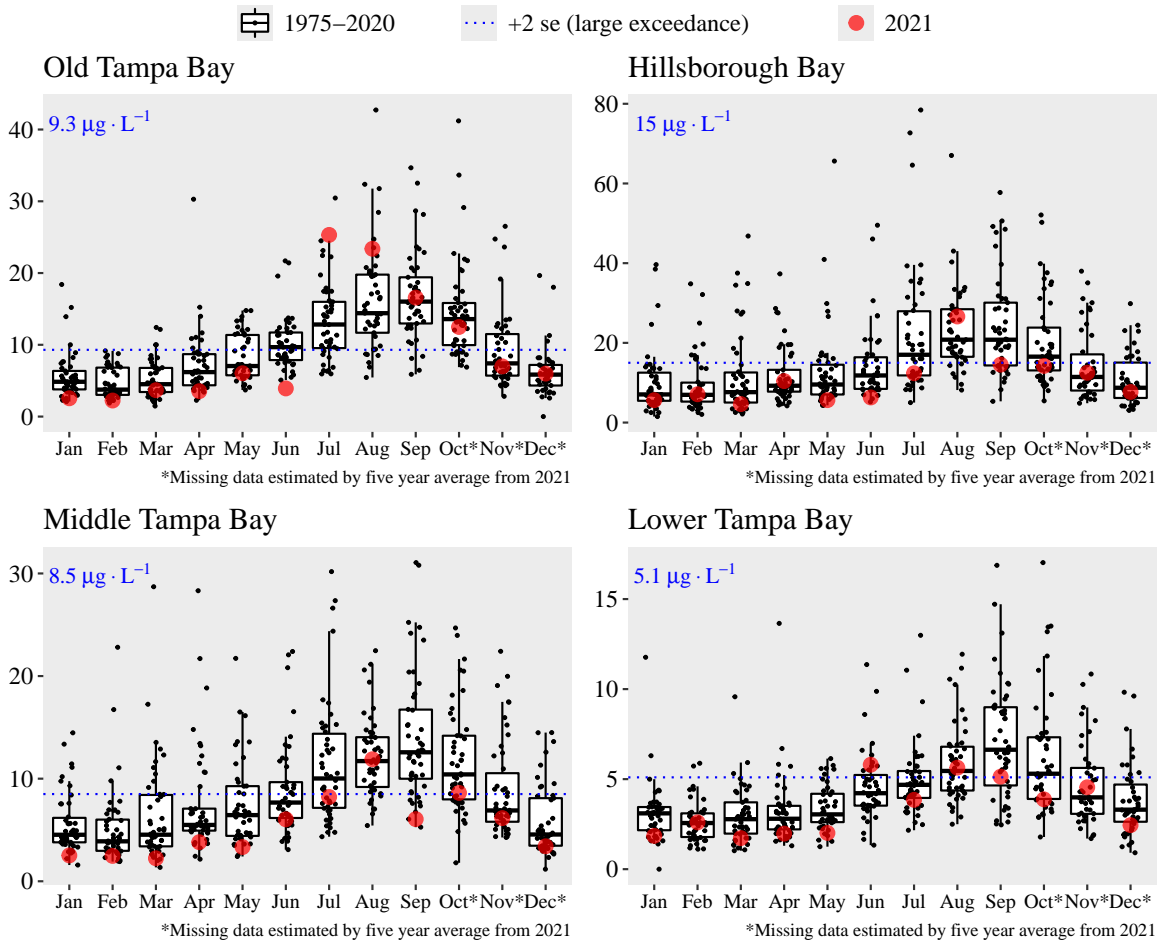 1975–2020 +2 se (large exceedance) 2021
Old Tampa Bay
9.3 µg · L⁻¹
40
30
20
10
0
Jan Feb Mar Apr May Jun Jul Aug Sep Oct* Nov* Dec*
*Missing data estimated by five year average from 2021
Hillsborough Bay
15 µg · L⁻¹
80
60
40
20
0
Jan Feb Mar Apr May Jun Jul Aug Sep Oct* Nov* Dec*
*Missing data estimated by five year average from 2021
Middle Tampa Bay
8.5 µg · L⁻¹
30
20
10
0
Jan Feb Mar Apr May Jun Jul Aug Sep Oct* Nov* Dec*
*Missing data estimated by five year average from 2021
Lower Tampa Bay
5.1 µg · L⁻¹
15
10
5
0
Jan Feb Mar Apr May Jun Jul Aug Sep Oct* Nov* Dec*
*Missing data estimated by five year average from 2021